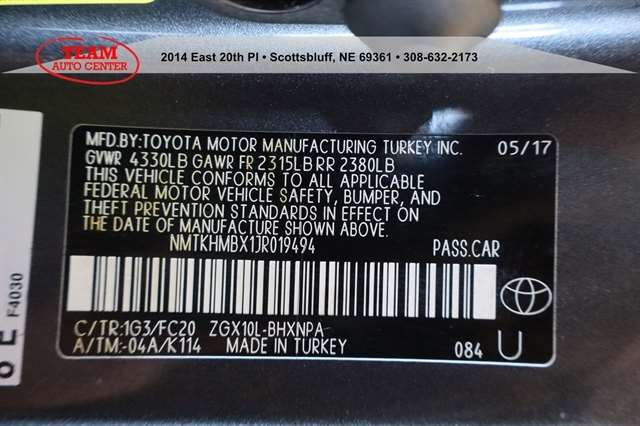 TEAM
AUTO CENTER
2014 East 20th Pl • Scottsbluff, NE 69361 • 308-632-2173
MFD.BY:TOYOTA MOTOR MANUFACTURING TURKEY INC. 05/17
GVWR 4330LB GAWR FR 2315LB RR 2380LB
THIS VEHICLE CONFORMS TO ALL APPLICABLE
FEDERAL MOTOR VEHICLE SAFETY, BUMPER, AND
THEFT PREVENTION STANDARDS IN EFFECT ON
THE DATE OF MANUFACTURE SHOWN ABOVE.
NMTKHMBX1JR019494 PASS.CAR
C/TR:1G3/FC20 ZGX10L-BHXNPA
A/TM:-04A/K114 MADE IN TURKEY 084 U
F4030